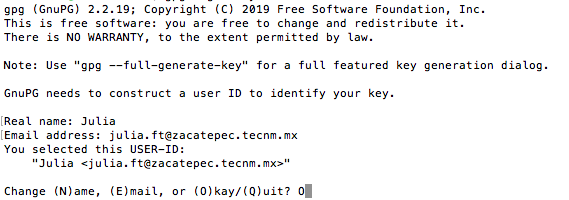 gpg (GnuPG) 2.2.19; Copyright (C) 2019 Free Software Foundation, Inc.
This is free software: you are free to change and redistribute it.
There is NO WARRANTY, to the extent permitted by law.
Note: Use "gpg --full-generate-key" for a full featured key generation dialog.
GnuPG needs to construct a user ID to identify your key.
Real name: Julia
Email address: julia.ft@zacatepec.tecnm.mx
You selected this USER-ID:
"Julia <julia.ft@zacatepec.tecnm.mx>"
Change (N)ame, (E)mail, or (O)kay/(Q)uit? O